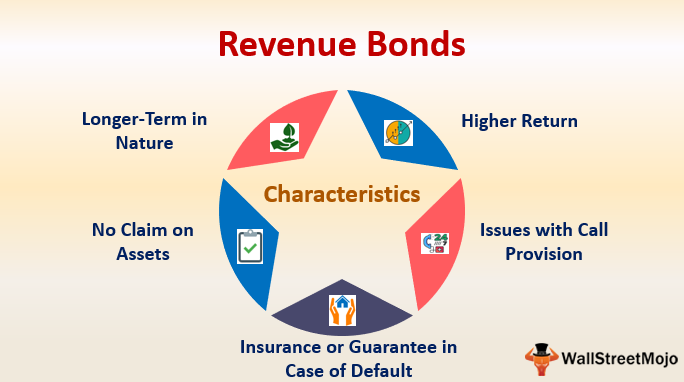 Revenue Bonds
Longer-Term in
Nature
Higher Return
Characteristics
No Claim on
Assets
Issues with Call
Provision
Insurance or Guarantee in
Case of Default
WallStreetMojo